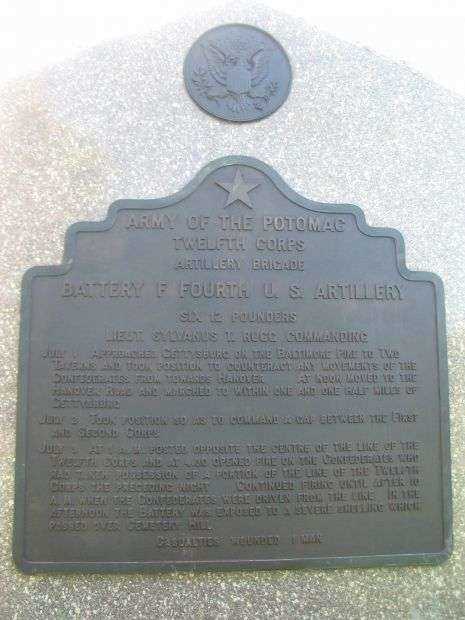 ARMY OF THE POTOMAC
TWELFTH CORPS
ARTILLERY BRIGADE
BATTERY F FOURTH U. S. ARTILLERY
SIX 12 POUNDERS
LIEUT. SYLVANUS T. RUGG COMMANDING
JULY 1 APPROACHED GETTYSBURG ON THE BALTIMORE PIKE TO TWO
TAVERNS AND TOOK POSITION TO COUNTERACT ANY MOVEMENTS OF THE
CONFEDERATES FROM TOWARDS HANOVER AT NOON MOVED TO THE
HANOVER ROAD AND MARCHED TO WITHIN ONE AND ONE HALF MILES OF
GETTYSBURG
JULY 2 TOOK POSITION SO AS TO COMMAND A GAP BETWEEN THE FIRST
AND SECOND CORPS
JULY 3 AT 1 A. M. POSTED OPPOSITE THE CENTRE OF THE LINE OF THE
TWELFTH CORPS AND AT 4.30 OPENED FIRE ON THE CONFEDERATES WHO
HAD TAKEN POSSESSION OF A PORTION OF THE LINE OF THE TWELFTH
CORPS THE PRECEDING NIGHT CONTINUED FIRING UNTIL AFTER 10
A. M. WHEN THE CONFEDERATES WERE DRIVEN FROM THE LINE IN THE
AFTERNOON THE BATTERY WAS EXPOSED TO A SEVERE SHELLING WHICH
PASSED OVER CEMETERY HILL
CASUALTIES WOUNDED 1 MAN